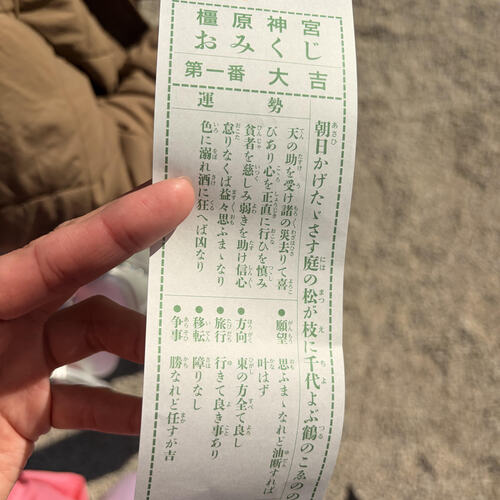 橿原神宮
おみくじ
第一番 大吉
朝日かげたゞさす庭の松が枝に千代よぶ鶴のこゑのの
運勢
天の助を受け諸の災去りて喜
びあり心を正直に行ひを慎み
貧者を慈しみ弱きを助け信心
怠りなくば益々思ふまゝなり
色に溺れ酒に狂へば凶なり
●願望 思ふまゝなれど油断すれば
叶はず
●方向 東の方全て良し
●旅行 行きて良き事あり
●移転 障りなし
●争事 勝なれど任すが吉